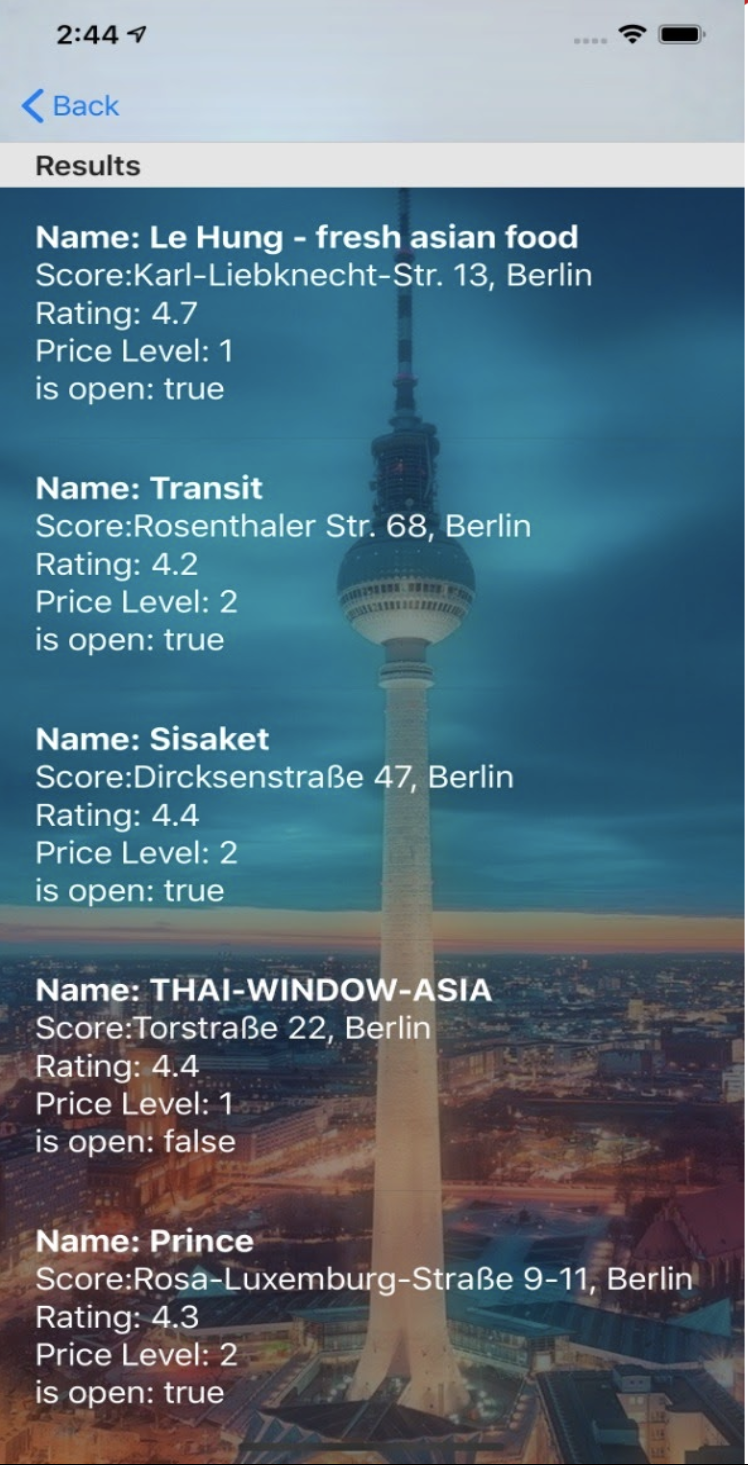 2:44
Back
Results
Name: Le Hung - fresh asian food
Score:Karl-Liebknecht-Str. 13, Berlin
Rating: 4.7
Price Level: 1
is open: true
Name: Transit
Score:Rosenthaler Str. 68, Berlin
Rating: 4.2
Price Level: 2
is open: true
Name: Sisaket
Score:Dircksenstraße 47, Berlin
Rating: 4.4
Price Level: 2
is open: true
Name: THAI-WINDOW-ASIA
Score:Torstraße 22, Berlin
Rating: 4.4
Price Level: 1
is open: false
Name: Prince
Score:Rosa-Luxemburg-Straße 9-11, Berlin
Rating: 4.3
Price Level: 2
is open: true